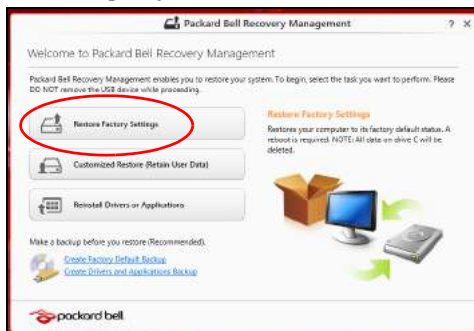 Packard Bell Recovery Management
? X
Welcome to Packard Bell Recovery Management
Packard Bell Recovery Management enables you to restore your system. To begin, select the task you want to perform. Please
DO NOT remove the USB device while proceeding.
Restore Factory Settings
Customized Restore (Retain User Data)
Reinstall Drivers or Applications
Restore Factory Settings
Restores your computer to its factory default status. A
reboot is required. NOTE: All data on drive C will be
deleted.
Make a backup before you restore (Recommended).
Create Factory Default Backup
Create Drivers and Applications Backup
packard bell